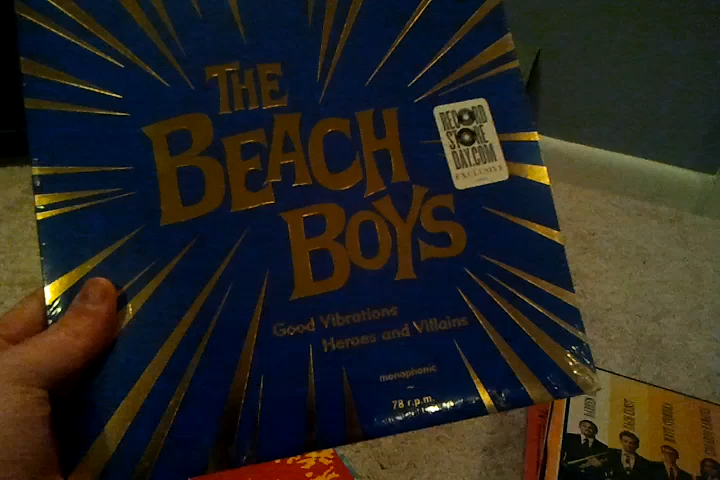 THE
BEACH
BOYS
Good Vibrations
Heroes and Villains
monophonic
78 r.p.m.
RECORD
STORE
DAY.COM
EXCLUSIVE